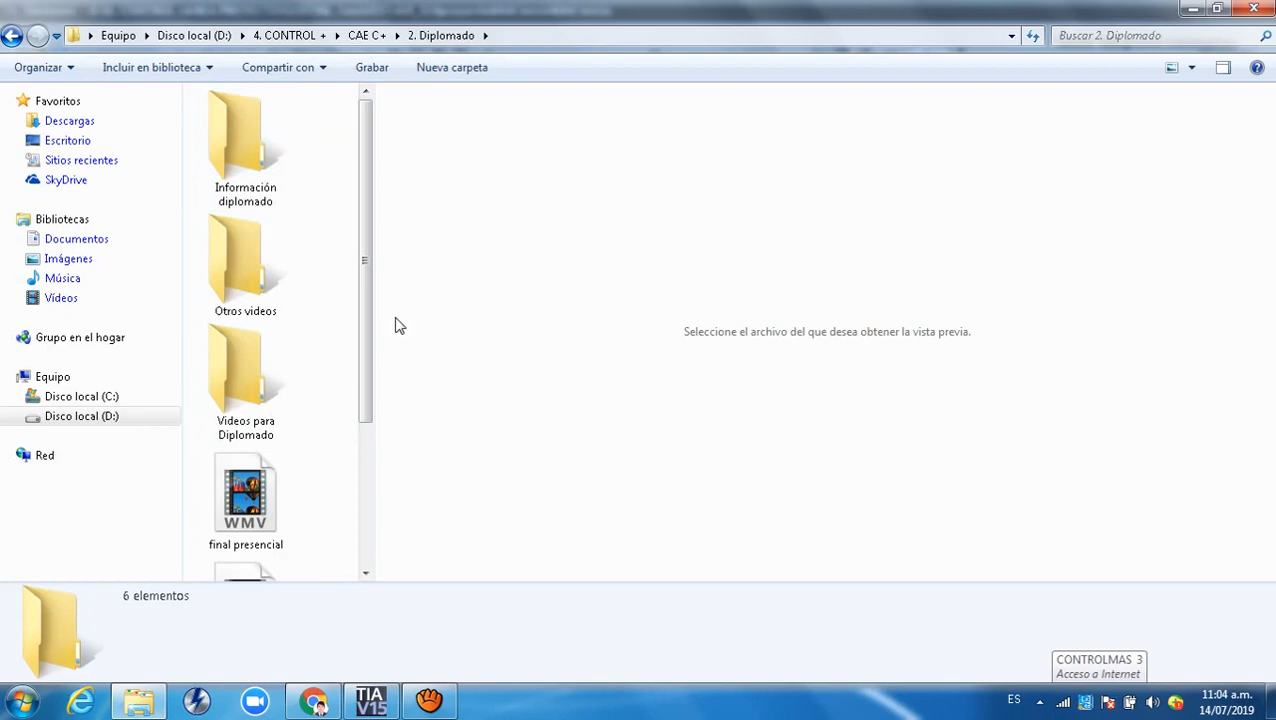 Equipo Disco local (D:) 4. CONTROL + CAE C+ 2. Diplomado Buscar 2. Diplomado
Organizar Incluir en biblioteca Compartir con Grabar Nueva carpeta
Favoritos
Descargas
Escritorio
Sitios recientes
SkyDrive
Bibliotecas
Documentos
Imágenes
Música
Vídeos
Grupo en el hogar
Equipo
Disco local (C:)
Disco local (D:)
Red
Información
diplomado
Otros videos
Videos para
Diplomado
WMV
final presencial
Seleccione el archivo del que desea obtener la vista previa.
6 elementos
CONTROLMAS 3
Acceso a Internet
TIA
V15
ES
11:04 a.m.
14/07/2019